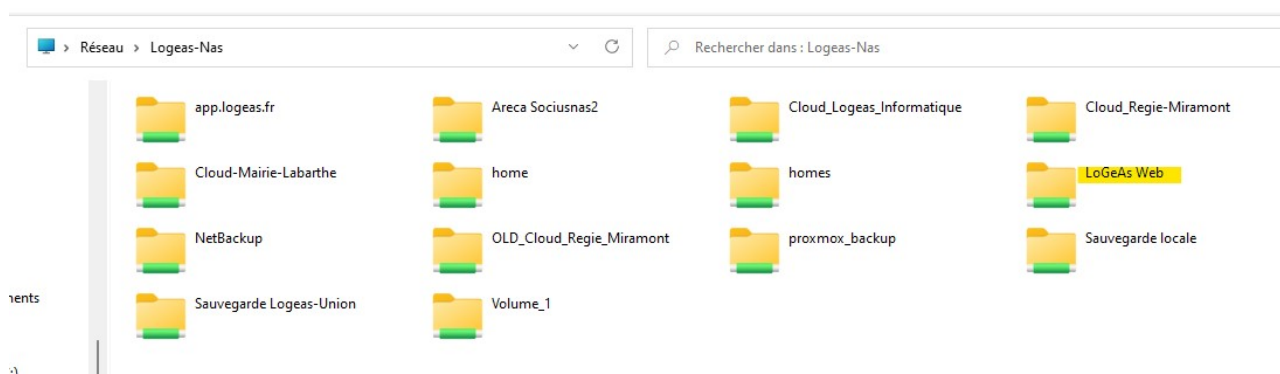 Réseau > Logeas-Nas
Rechercher dans : Logeas-Nas
app.logeas.fr
Areca Sociusnas2
Cloud_Logeas_Informatique
Cloud_Regie-Miramont
Cloud-Mairie-Labarthe
home
homes
LoGeAs Web
NetBackup
OLD_Cloud_Regie_Miramont
proxmox_backup
Sauvegarde locale
Sauvegarde Logeas-Union
Volume_1